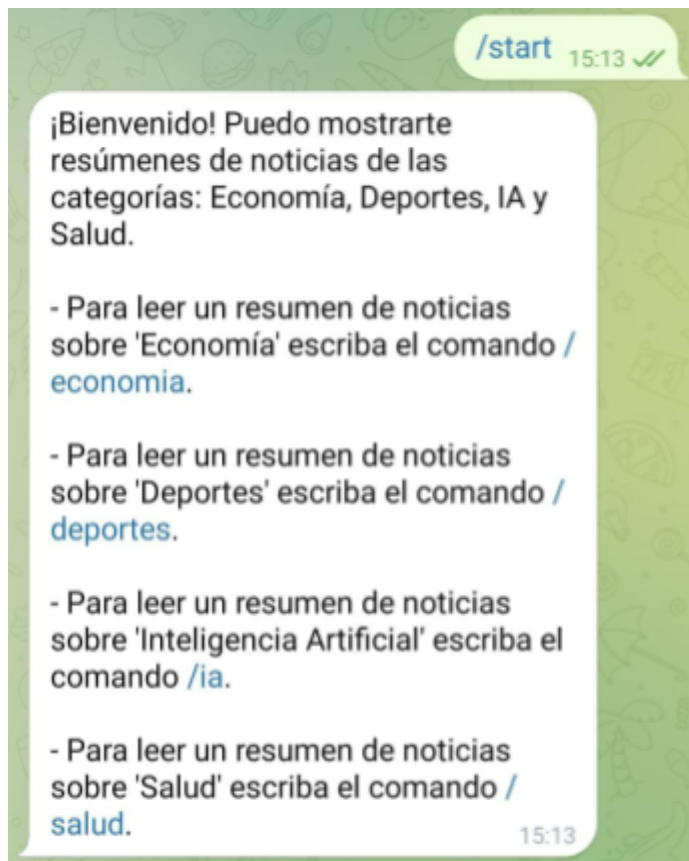 /start 15:13
¡Bienvenido! Puedo mostrarte
resúmenes de noticias de las
categorías: Economía, Deportes, IA y
Salud.
- Para leer un resumen de noticias
sobre 'Economía' escriba el comando /
economia.
- Para leer un resumen de noticias
sobre 'Deportes' escriba el comando /
deportes.
- Para leer un resumen de noticias
sobre 'Inteligencia Artificial' escriba el
comando /ia.
- Para leer un resumen de noticias
sobre 'Salud' escriba el comando /
salud.
15:13